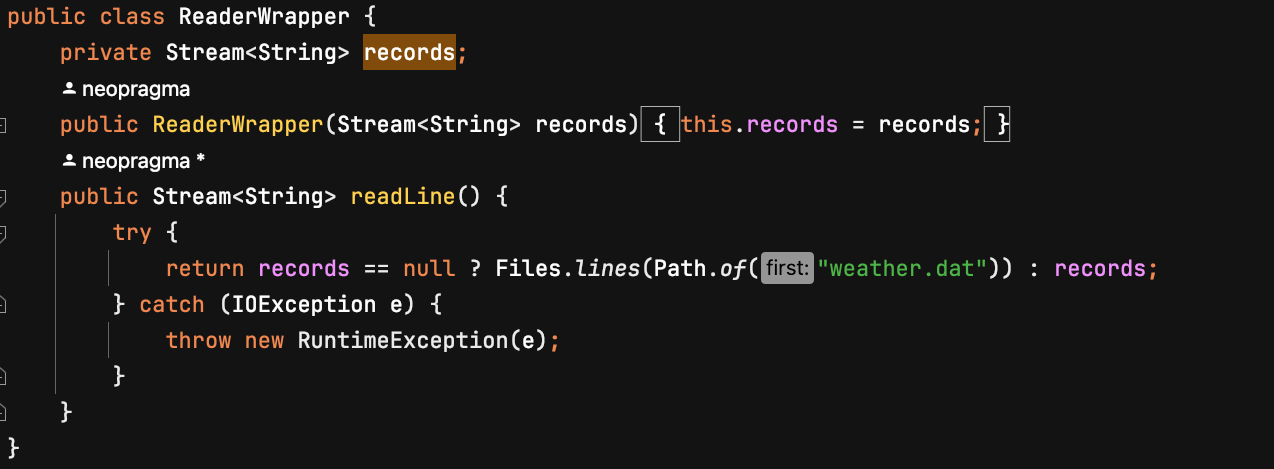 public class ReaderWrapper {
    private Stream<String> records;
    neopragma
    public ReaderWrapper(Stream<String> records) { this.records = records; }
    neopragma *
    public Stream<String> readLine() {
        try {
            return records == null ? Files.lines(Path.of( first: "weather.dat")) : records;
        } catch (IOException e) {
            throw new RuntimeException(e);
        }
    }
}